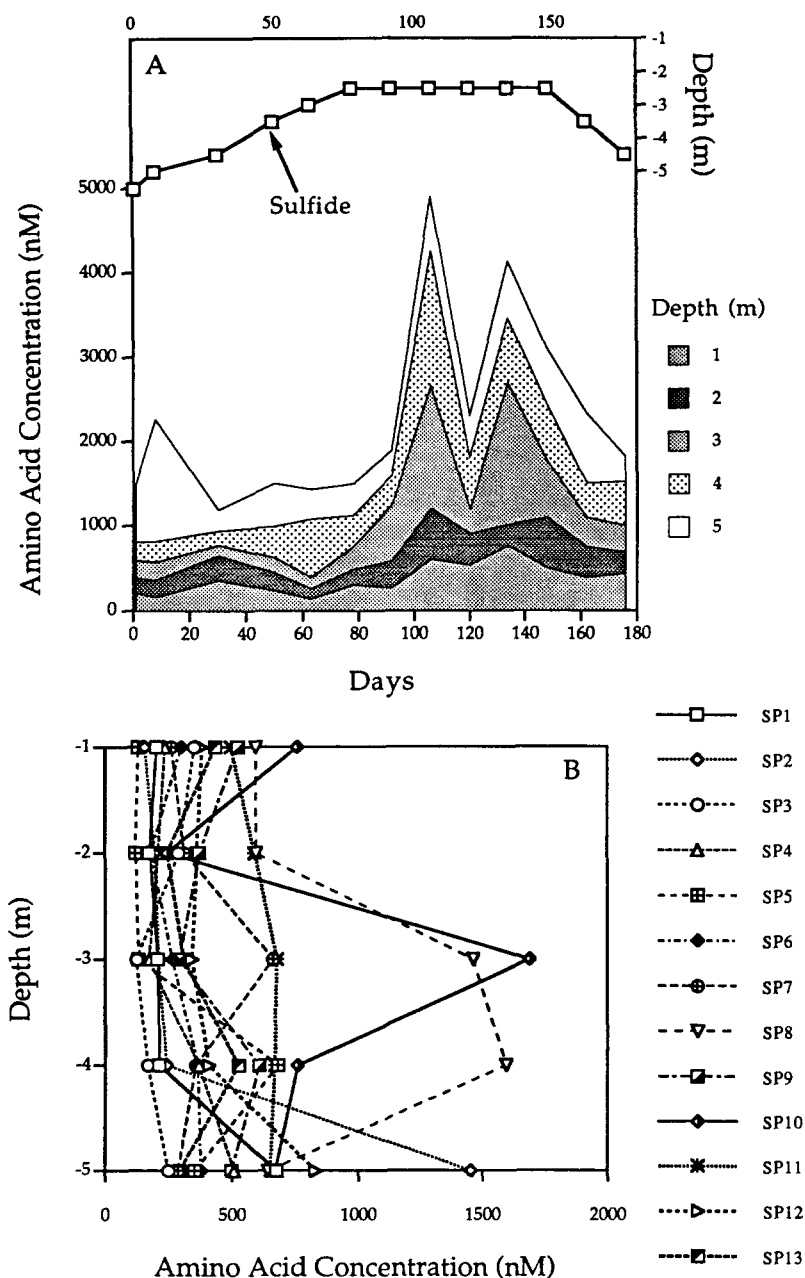 0 50 100 150
A
-1
-2
-3
-4
-5
Depth (m)
Sulfide
5000
4000
3000
2000
1000
0
Amino Acid Concentration (nM)
Depth (m)
1
2
3
4
5
0 20 40 60 80 100 120 140 160 180
Days
B
-1
-2
-3
-4
-5
Depth (m)
0 500 1000 1500 2000
Amino Acid Concentration (nM)
SP1
SP2
SP3
SP4
SP5
SP6
SP7
SP8
SP9
SP10
SP11
SP12
SP13